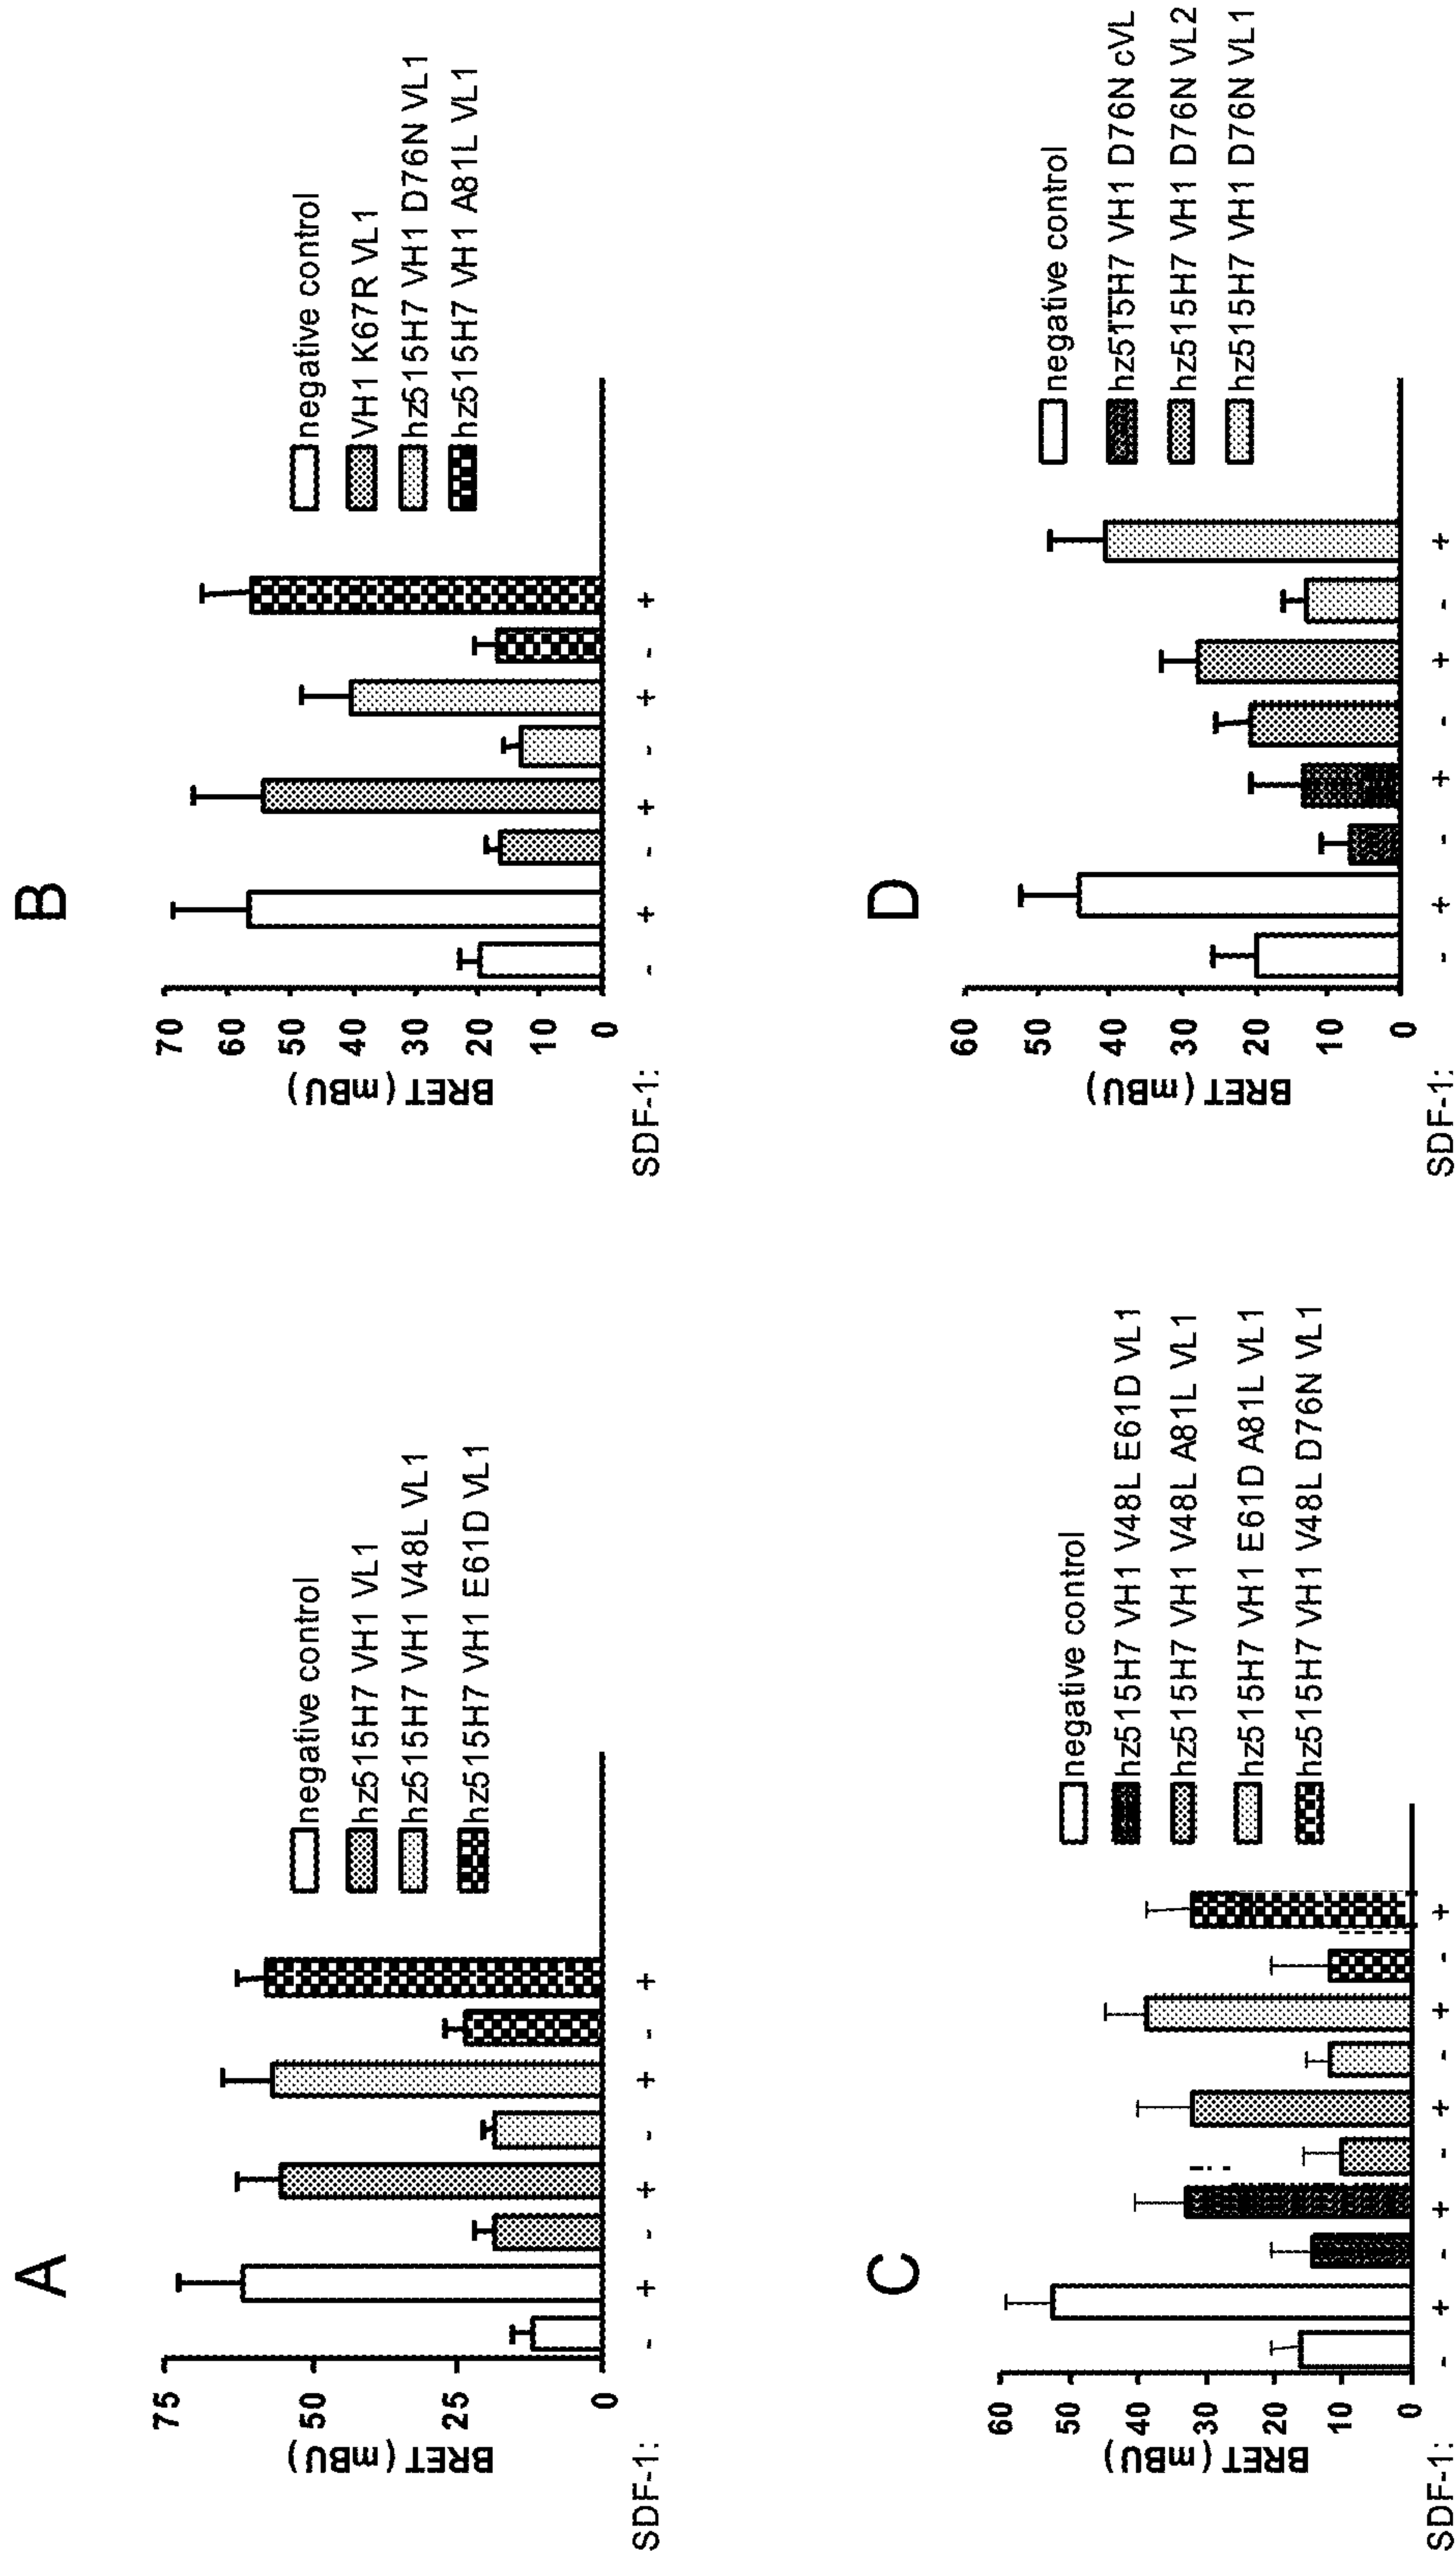 A
75
50
25
0
BRET (mBU)
SDF-1:
- + - + - + - +
negative control
hz515H7 VH1 VL1
hz515H7 VH1 V48L VL1
hz515H7 VH1 E61D VL1
B
70
60
50
40
30
20
10
0
BRET (mBU)
SDF-1:
- + - + - + - +
negative control
VH1 K67R VL1
hz515H7 VH1 D76N VL1
hz515H7 VH1 A81L VL1
C
60
50
40
30
20
10
0
BRET (mBU)
SDF-1:
- + - + - + - + - +
negative control
hz515H7 VH1 V48L E61D VL1
hz515H7 VH1 V48L A81L VL1
hz515H7 VH1 E61D A81L VL1
hz515H7 VH1 V48L D76N VL1
D
60
50
40
30
20
10
0
BRET (mBU)
SDF-1:
- + - + - + - +
negative control
hz515H7 VH1 D76N cVL
hz515H7 VH1 D76N VL2
hz515H7 VH1 D76N VL1